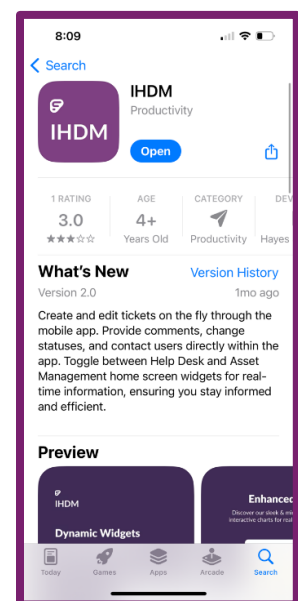 8:09
Search
IHDM
IHDM
Productivity
Open
1 RATING
AGE
CATEGORY
DEV
3.0
4+
★★★☆☆
Years Old
Productivity
Hayes
What's New
Version History
Version 2.0
1mo ago
Create and edit tickets on the fly through the
mobile app. Provide comments, change
statuses, and contact users directly within the
app. Toggle between Help Desk and Asset
Management home screen widgets for real-
time information, ensuring you stay informed
and efficient.
Preview
IHDM
Dynamic Widgets
Enhanced
Discover our sleek &
interactive charts for real
Today
Games
Apps
Arcade
Search